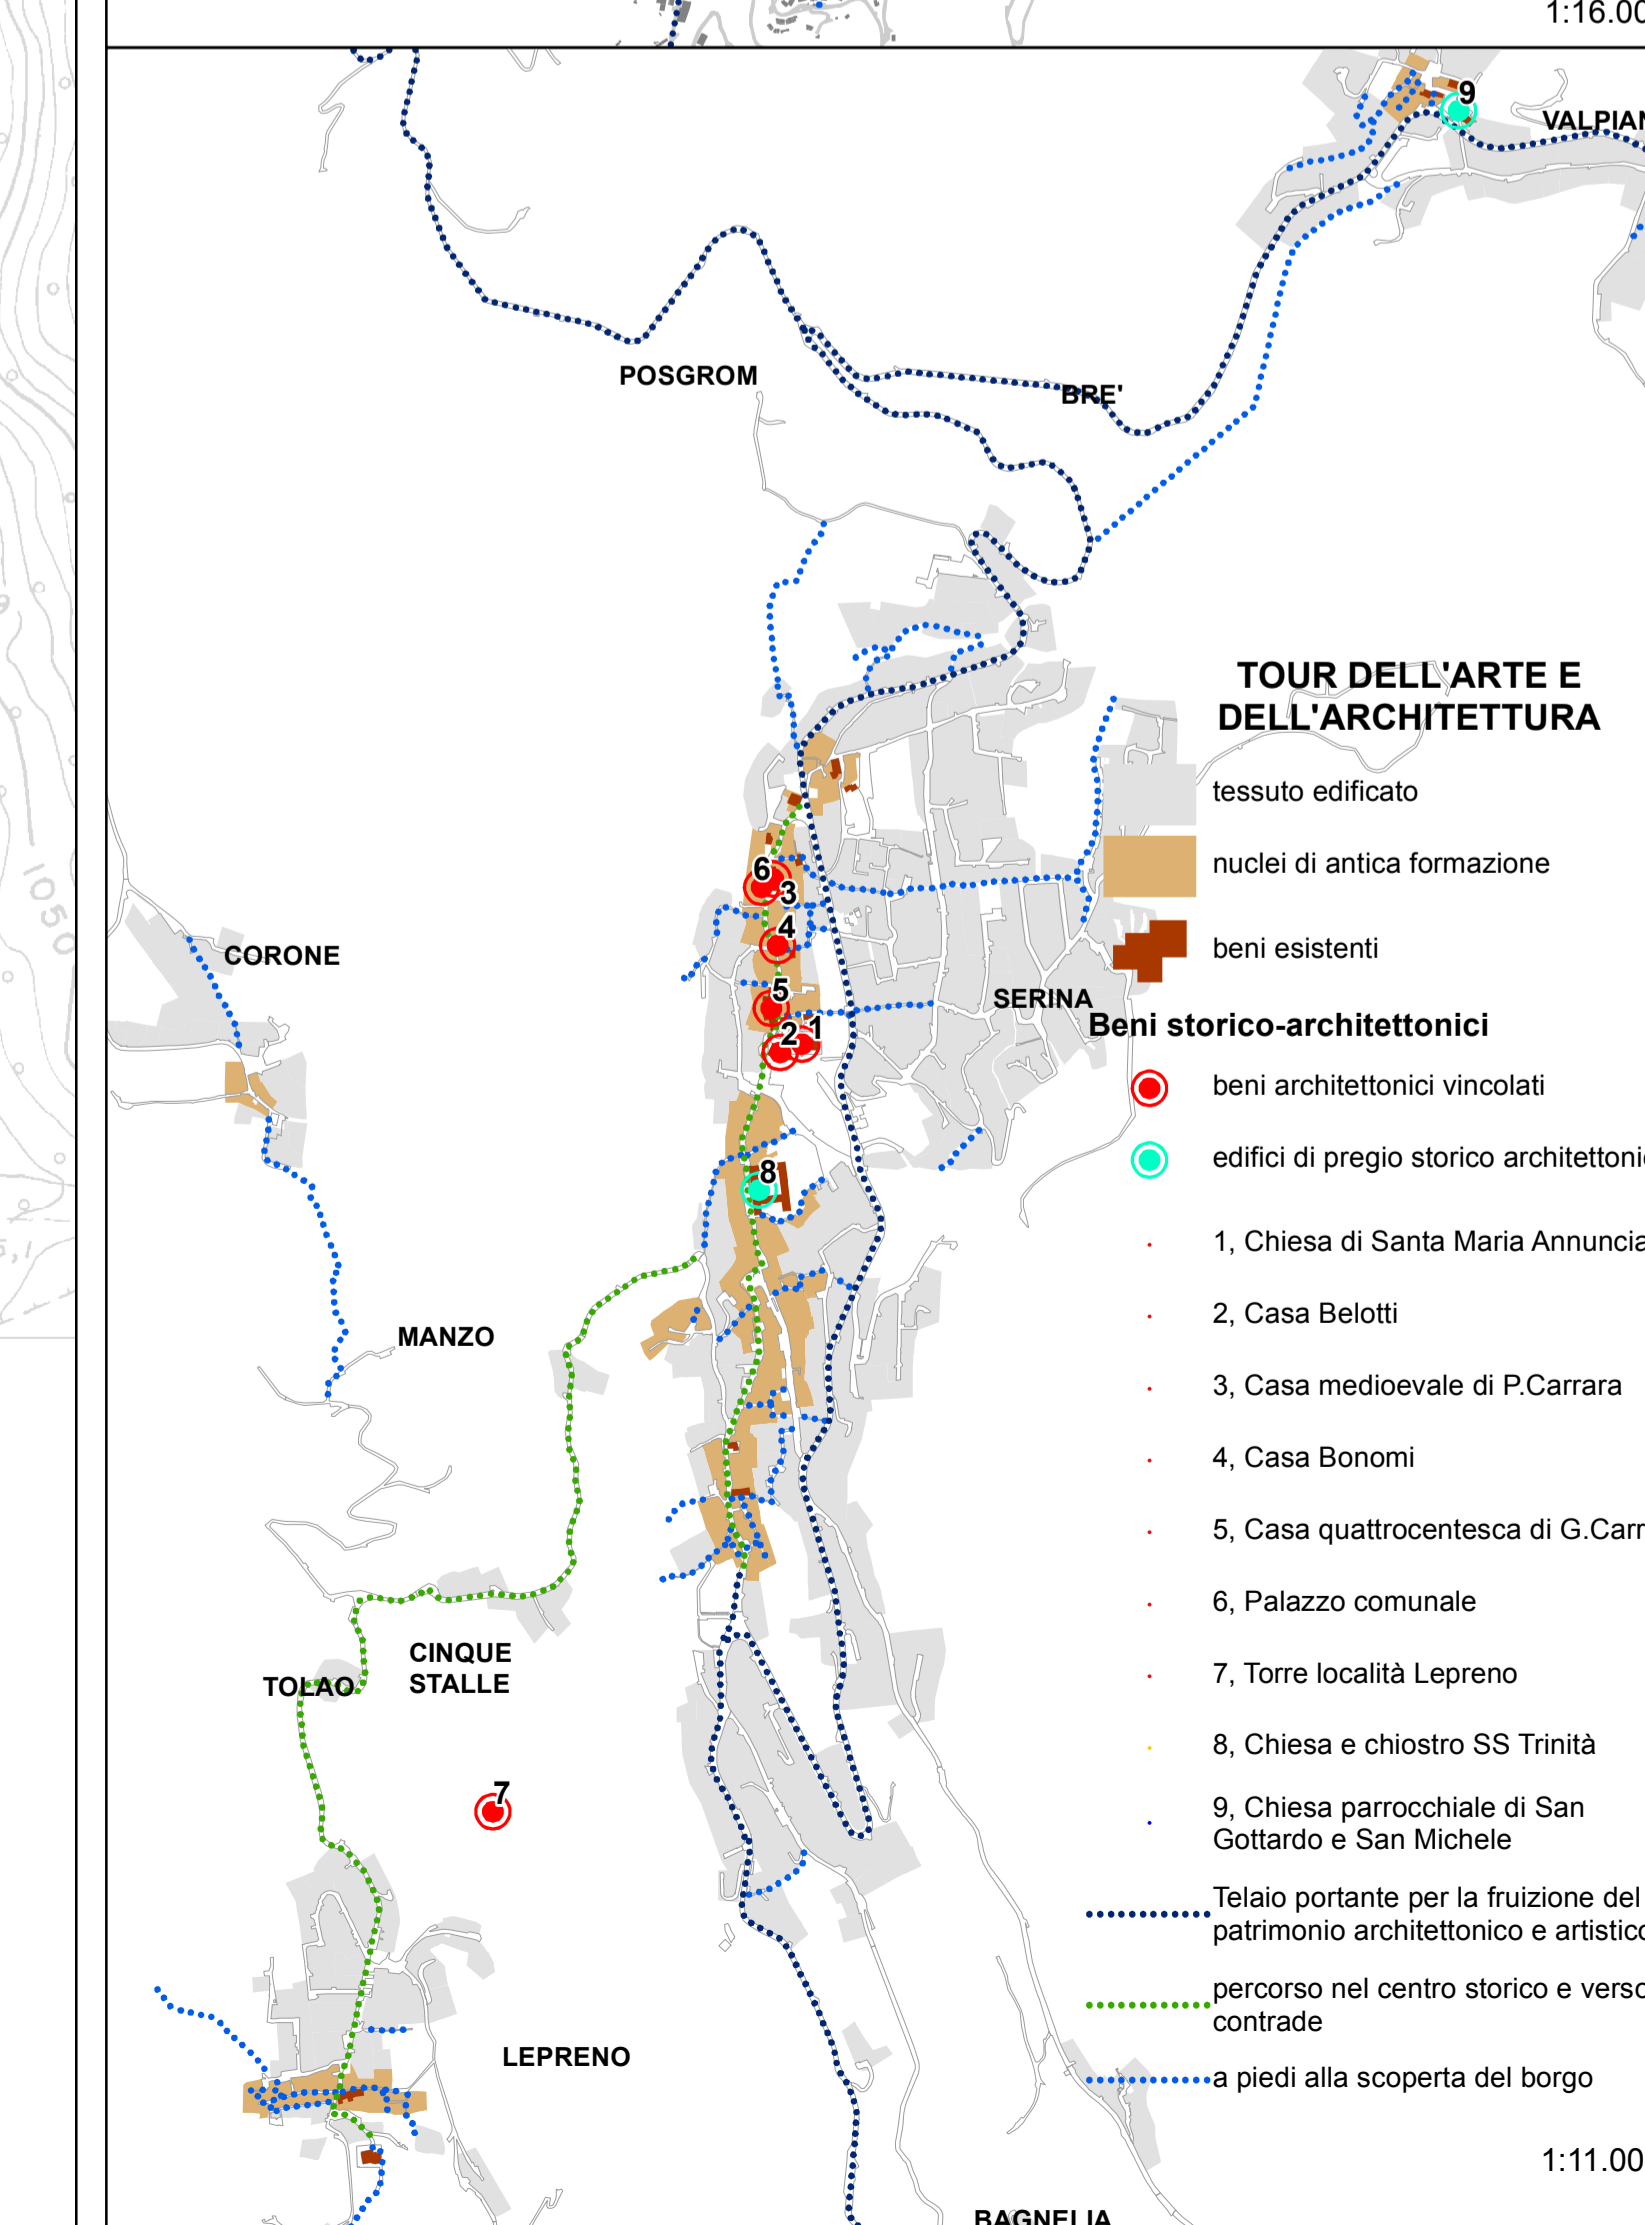 1:16.00
9
VALPIAN
POSGROM
BRE'
TOUR DELL'ARTE E
DELL'ARCHITETTURA
tessuto edificato
nuclei di antica formazione
beni esistenti
6
3
4
5
2
1
1050
CORONE
SERINA
Beni storico-architettonici
beni architettonici vincolati
edifici di pregio storico architettoni
8
1, Chiesa di Santa Maria Annuncia
2, Casa Belotti
MANZO
3, Casa medioevale di P.Carrara
4, Casa Bonomi
5, Casa quattrocentesca di G.Carr
6, Palazzo comunale
CINQUE
STALLE
TOLAO
7, Torre località Lepreno
8, Chiesa e chiostro SS Trinità
7
9, Chiesa parrocchiale di San
Gottardo e San Michele
Telaio portante per la fruizione del
patrimonio architettonico e artistico
percorso nel centro storico e verso
contrade
LEPRENO
a piedi alla scoperta del borgo
1:11.00
BAGNELIA